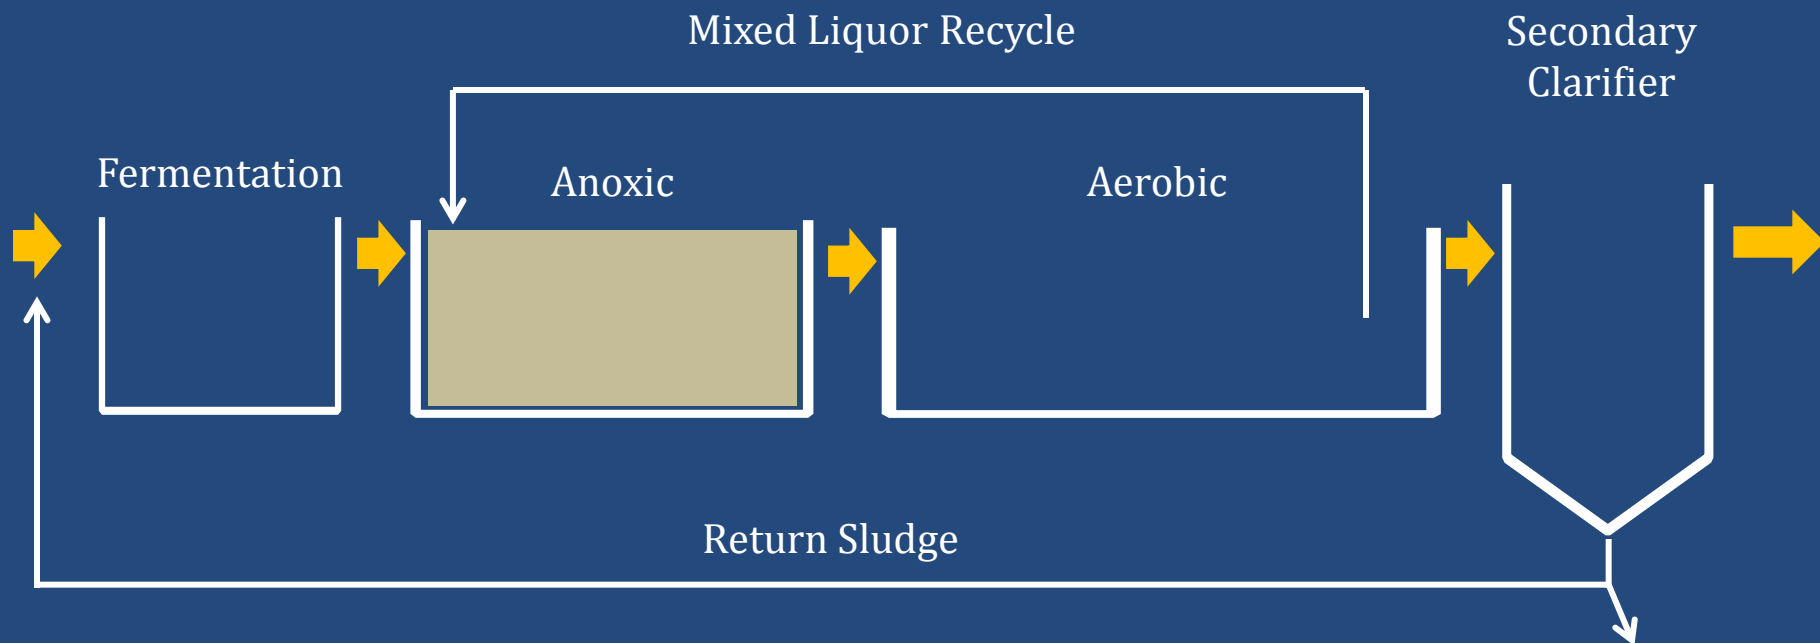 Mixed Liquor Recycle
Secondary
Clarifier
Fermentation
Anoxic
Aerobic
Return Sludge